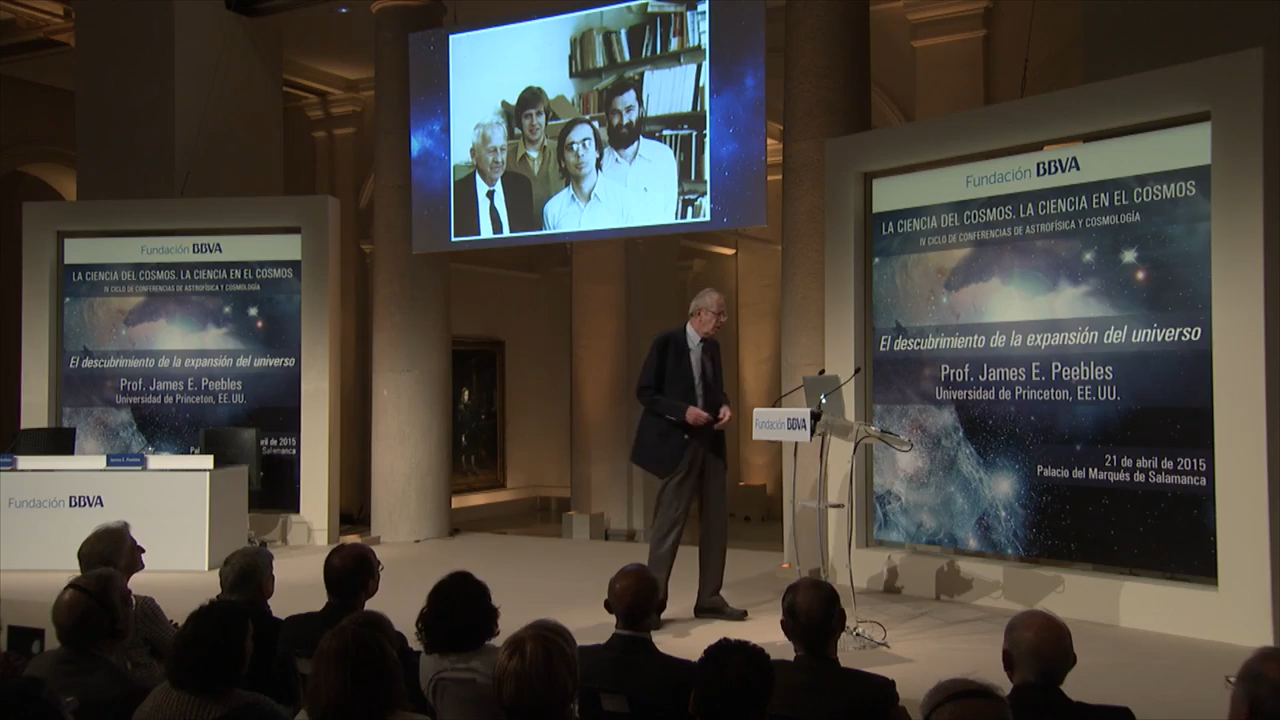 Fundación BBVA
LA CIENCIA DEL COSMOS. LA CIENCIA EN EL COSMOS
IV CICLO DE CONFERENCIAS DE ASTROFÍSICA Y COSMOLOGÍA
El descubrimiento de la expansión del universo
Prof. James E. Peebles
Universidad de Princeton, EE.UU.
ril de 2015
Salamanca
James E. Peebles
Fundación BBVA
Fundación BBVA
Fundación BBVA
LA CIENCIA DEL COSMOS. LA CIENCIA EN EL COSMOS
IV CICLO DE CONFERENCIAS DE ASTROFÍSICA Y COSMOLOGÍA
El descubrimiento de la expansión del universo
Prof. James E. Peebles
Universidad de Princeton, EE.UU.
21 de abril de 2015
Palacio del Marqués de Salamanca